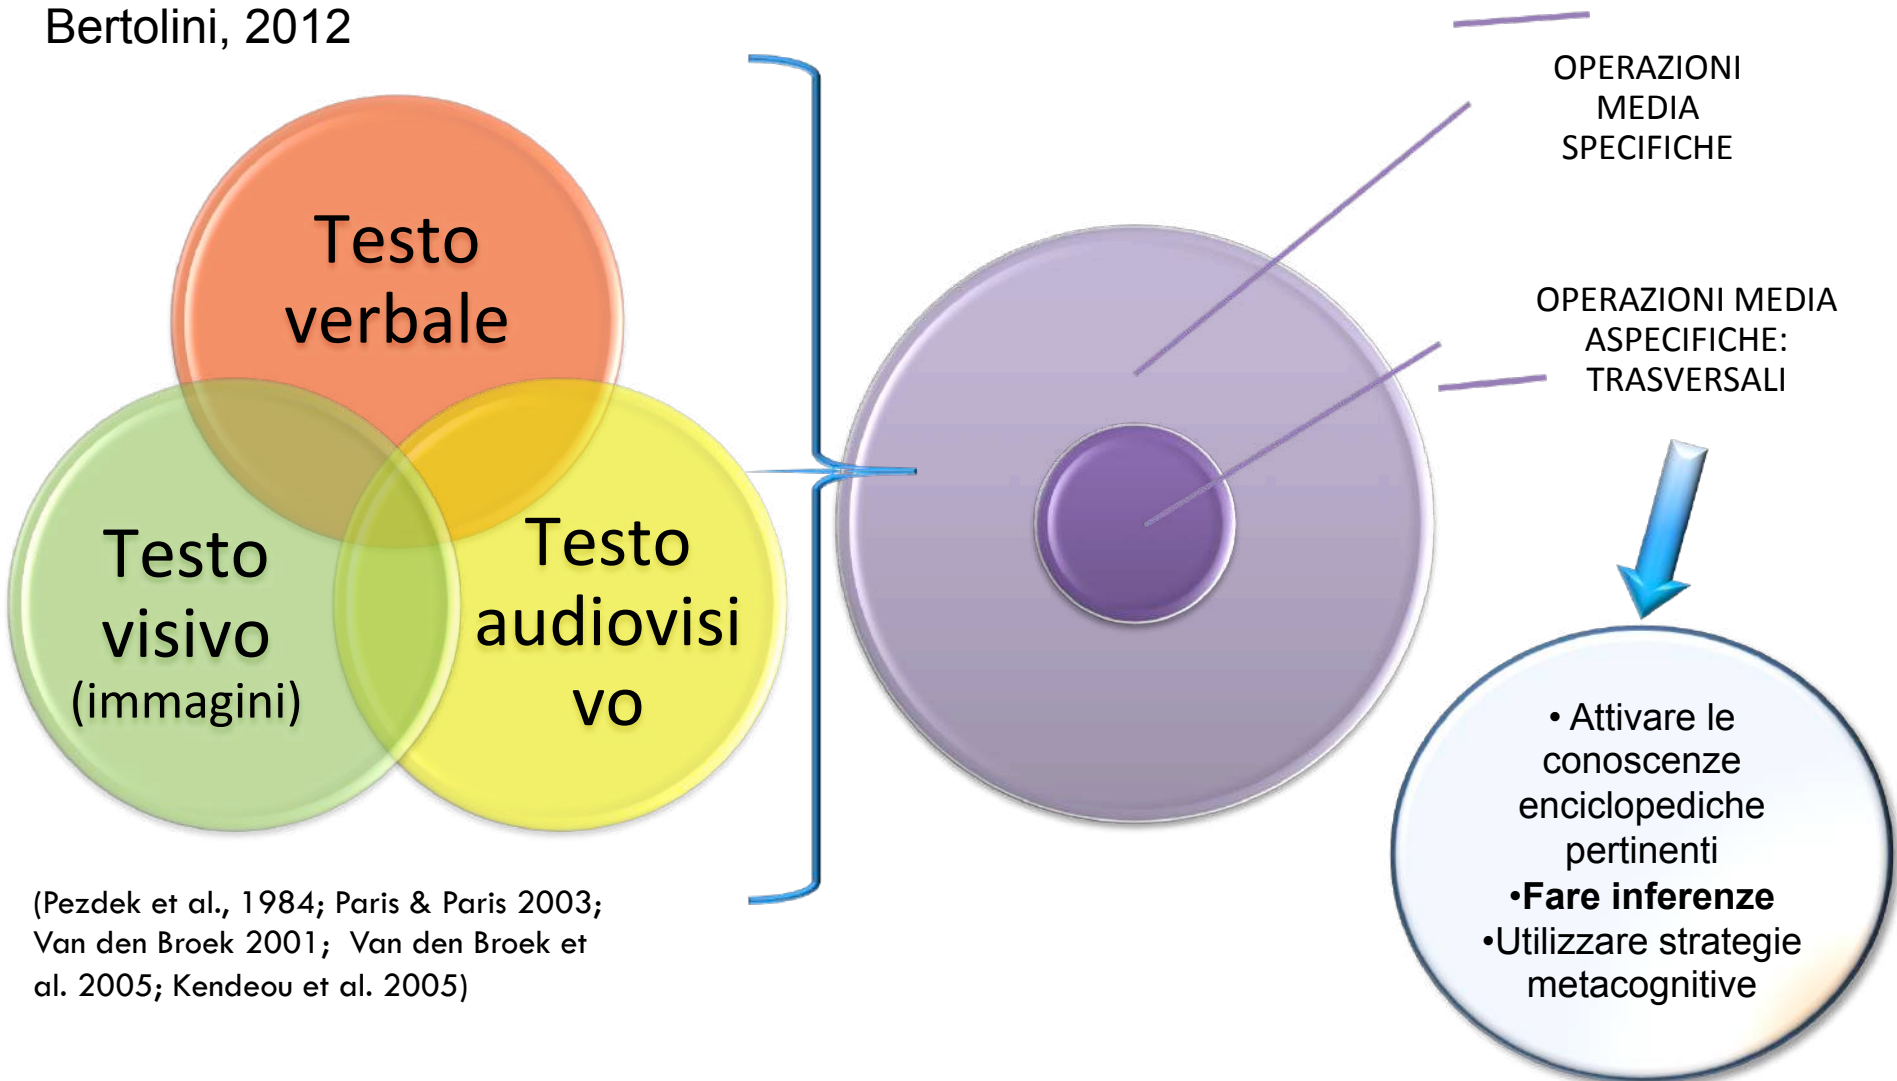 Bertolini, 2012
Testo
verbale
Testo
visivo
(immagini)
Testo
audiovisi
vo
(Pezdek et al., 1984; Paris & Paris 2003;
Van den Broek 2001; Van den Broek et
al. 2005; Kendeou et al. 2005)
OPERAZIONI
MEDIA
SPECIFICHE
OPERAZIONI MEDIA
ASPECIFICHE:
TRASVERSALI
• Attivare le
conoscenze
enciclopediche
pertinenti
•Fare inferenze
•Utilizzare strategie
metacognitive